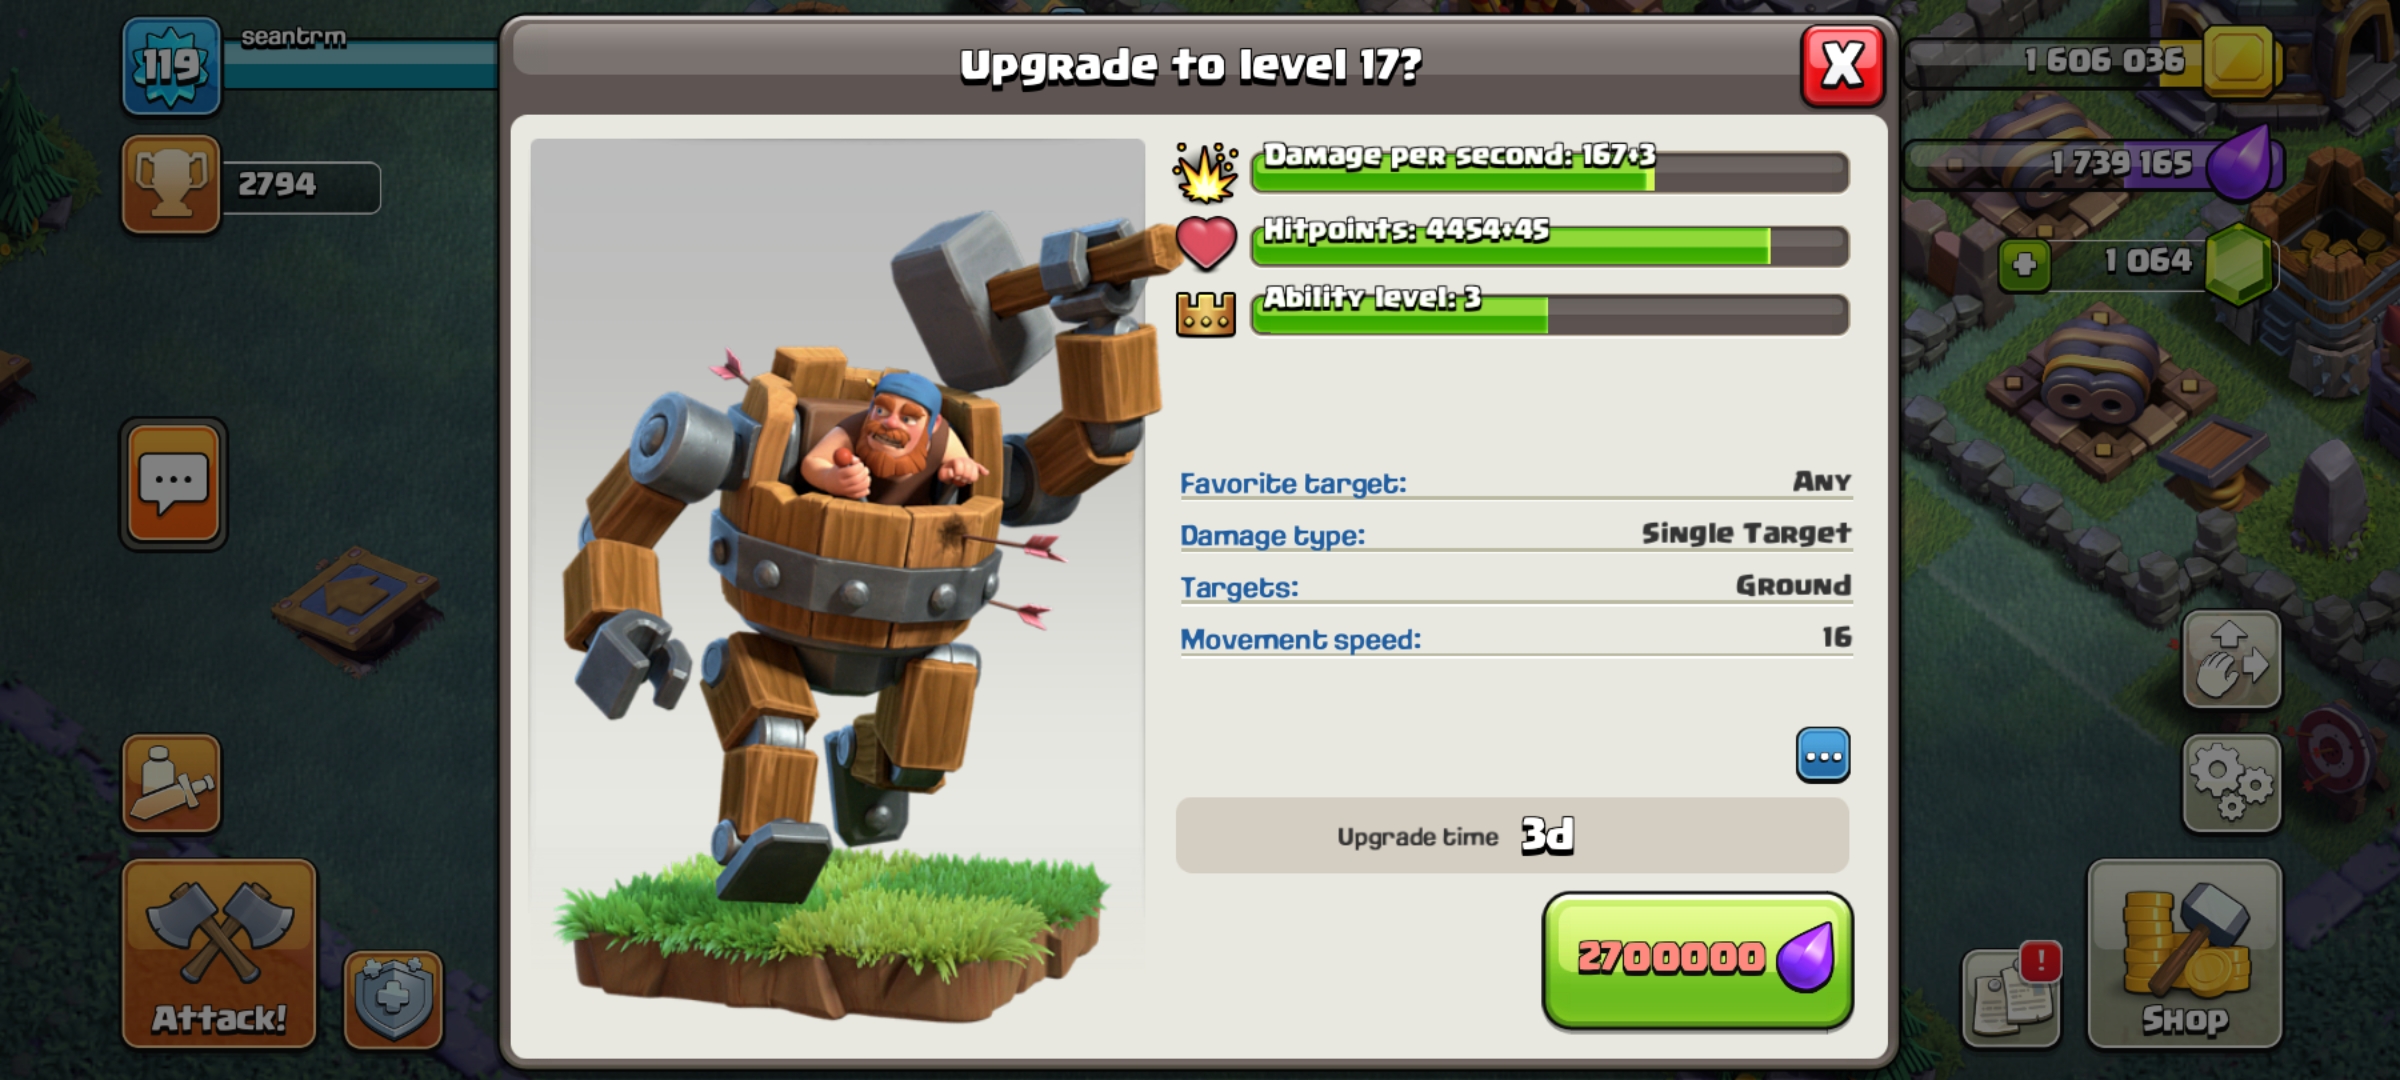 119
seantrm
2794
Attack!
Upgrade to level 17?
X
Damage per second: 167+3
Hitpoints: 4454+45
Ability level: 3
Favorite target: Any
Damage type: Single Target
Targets: Ground
Movement speed: 16
Upgrade time 3d
2700000
1 606 036
1 739 165
1 064
!
Shop